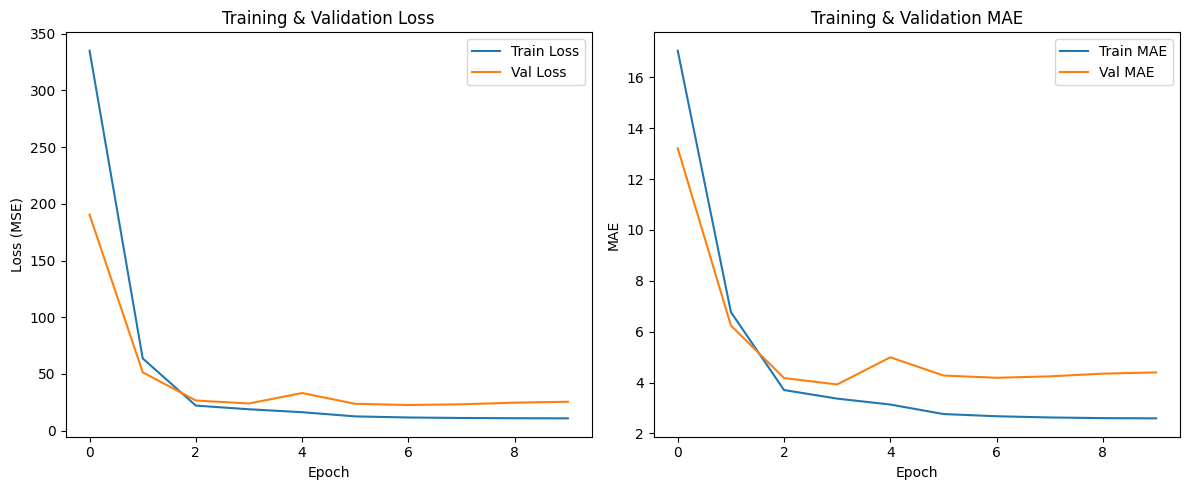 Training & Validation Loss
350
300
250
200
150
100
50
0
Loss (MSE)
0
2
4
6
8
Epoch
Train Loss
Val Loss
Training & Validation MAE
16
14
12
10
8
6
4
2
MAE
0
2
4
6
8
Epoch
Train MAE
Val MAE